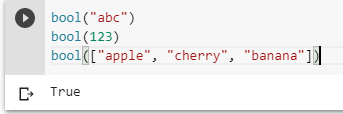 bool("abc")
bool(123)
bool(["apple", "cherry", "banana"])
True